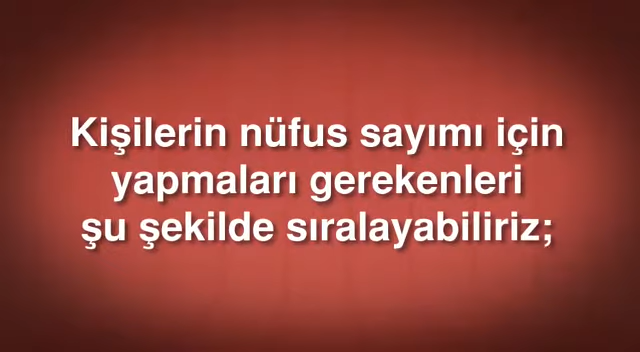 Kişilerin nüfus sayımı için
yapmaları gerekenleri
şu şekilde sıralayabiliriz;